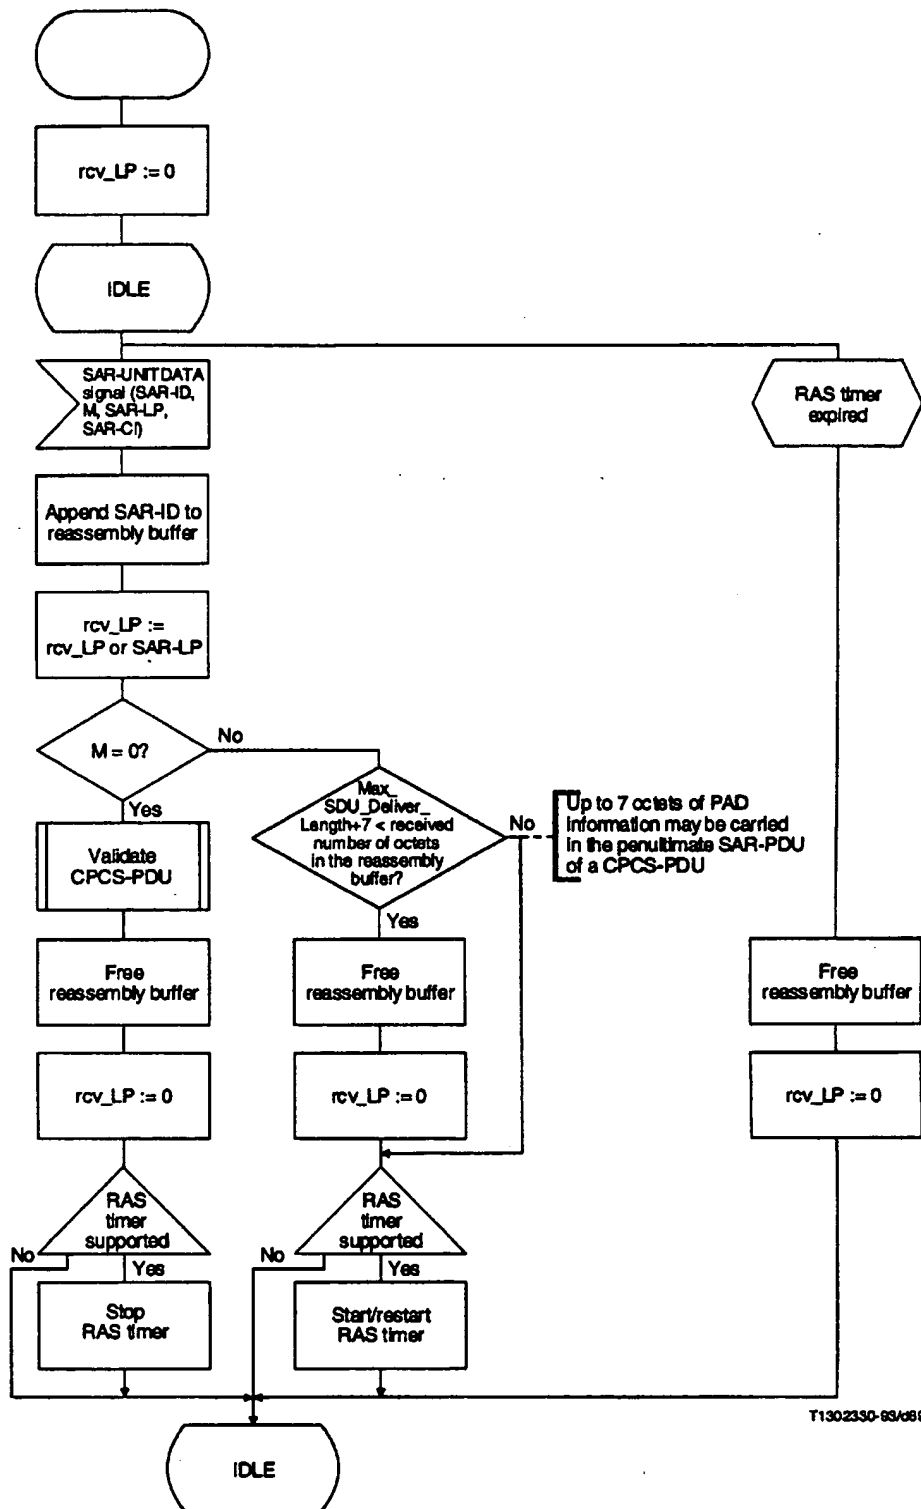 rcv_LP := 0
IDLE
SAR-UNITDATA
signal (SAR-ID,
M, SAR-LP,
SAR-CI)
RAS timer
expired
Append SAR-ID to
reassembly buffer
rcv_LP :=
rcv_LP or SAR-LP
M = 0?
No
Yes
Max_
SDU_Deliver_
Length+7 < received
number of octets
in the reassembly
buffer?
No
Yes
Up to 7 octets of PAD
information may be carried
in the penultimate SAR-PDU
of a CPCS-PDU
Validate
CPCS-PDU
Free
reassembly buffer
Free
reassembly buffer
Free
reassembly buffer
rcv_LP := 0
rcv_LP := 0
rcv_LP := 0
RAS
timer
supported
No
Yes
RAS
timer
supported
No
Yes
Stop
RAS timer
Start/restart
RAS timer
T1302330-93/d69
IDLE